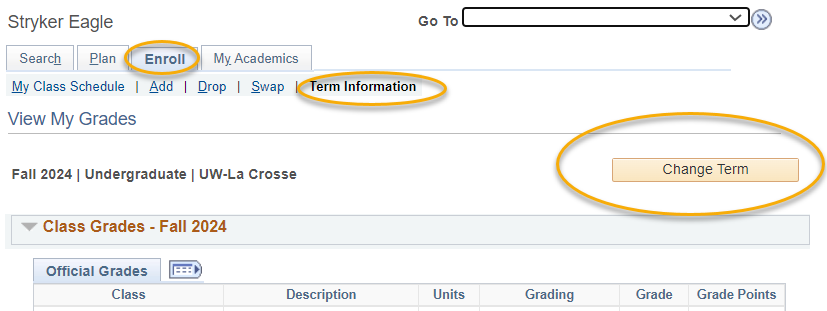 Stryker Eagle
Go To
Search Plan Enroll My Academics
My Class Schedule | Add | Drop | Swap | Term Information
View My Grades
Fall 2024 | Undergraduate | UW-La Crosse
Change Term
Class Grades - Fall 2024
Official Grades
Class Description Units Grading Grade Grade Points